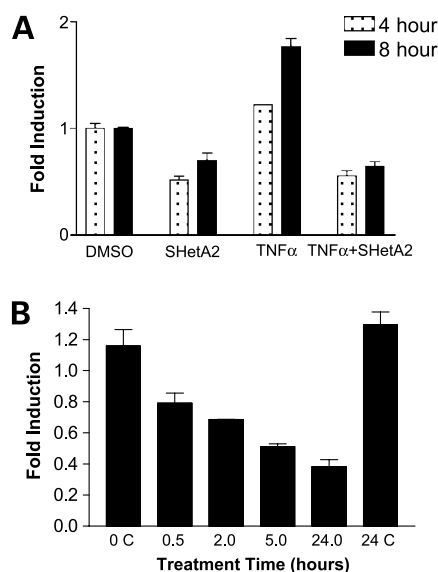 A
Fold Induction
2
1
0
4 hour
8 hour
DMSO SHetA2 TNFα TNFα+SHetA2
B
Fold Induction
1.4
1.2
1.0
0.8
0.6
0.4
0.2
0.0
0 C 0.5 2.0 5.0 24.0 24 C
Treatment Time (hours)